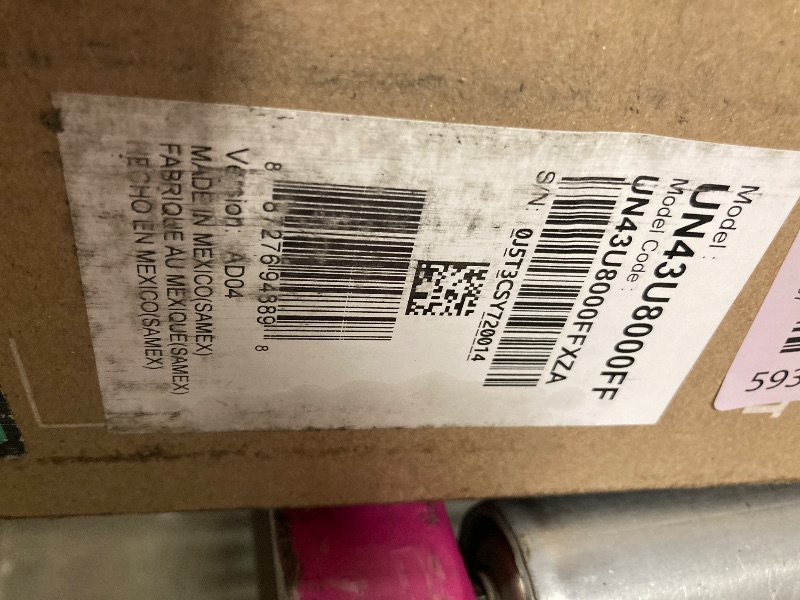 Model :
UN43U8000FF
Model Code :
UN43U8000FFXZA
S/N: 0J5T3CSY720014
8 87276 94889 8
Version: AD04
MADE IN MEXICO(SAMEX)
FABRIQUE AU MEXIQUE(SAMEX)
HECHO EN MEXICO(SAMEX)
593